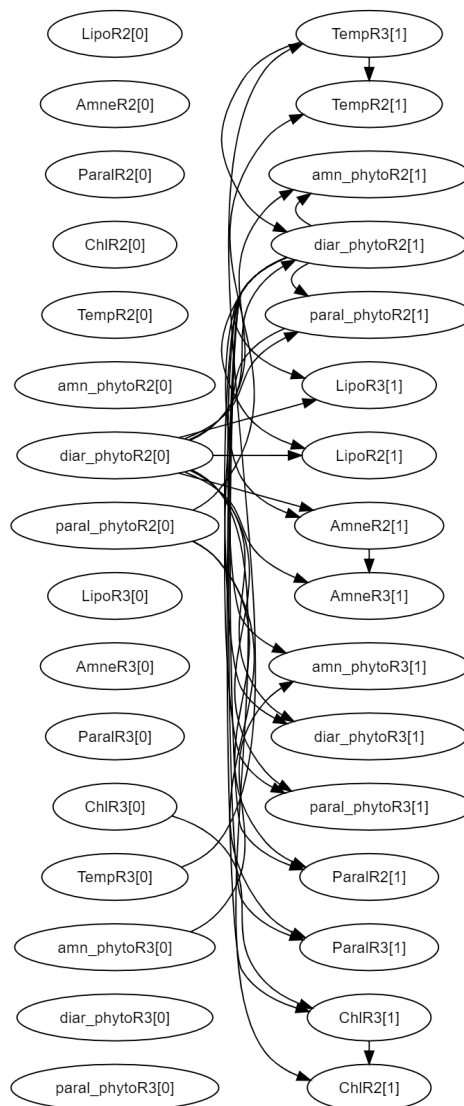 LipoR2[0]
TempR3[1]
AmneR2[0]
TempR2[1]
ParalR2[0]
amn_phytoR2[1]
ChlR2[0]
diar_phytoR2[1]
TempR2[0]
paral_phytoR2[1]
amn_phytoR2[0]
LipoR3[1]
diar_phytoR2[0]
LipoR2[1]
paral_phytoR2[0]
AmneR2[1]
LipoR3[0]
AmneR3[1]
AmneR3[0]
amn_phytoR3[1]
ParalR3[0]
diar_phytoR3[1]
ChlR3[0]
paral_phytoR3[1]
TempR3[0]
ParalR2[1]
amn_phytoR3[0]
ParalR3[1]
diar_phytoR3[0]
ChlR3[1]
paral_phytoR3[0]
ChlR2[1]